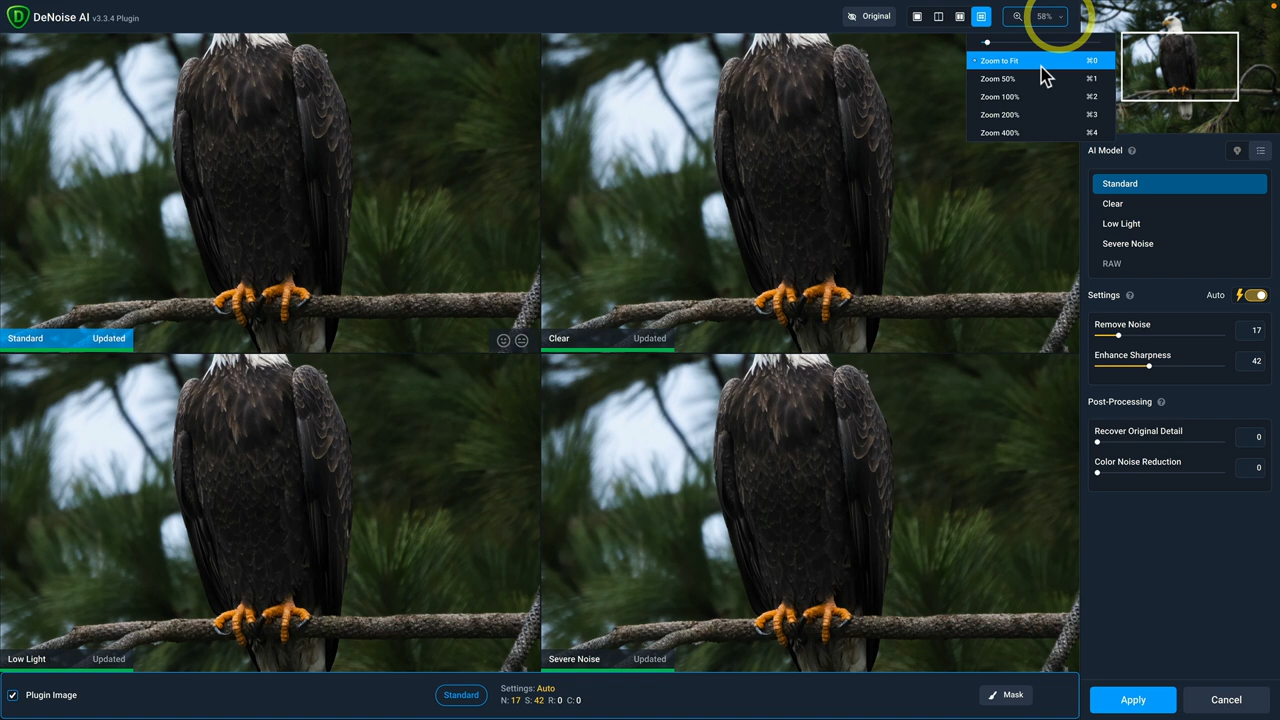 DeNoise AI v3.3.4 Plugin
Original
58%
Zoom to Fit ⌘0
Zoom 50% ⌘1
Zoom 100% ⌘2
Zoom 200% ⌘3
Zoom 400% ⌘4
AI Model ?
Standard
Clear
Low Light
Severe Noise
RAW
Settings ? Auto
Remove Noise 17
Enhance Sharpness 42
Post-Processing ?
Recover Original Detail 0
Color Noise Reduction 0
Standard Updated
Clear Updated
Low Light Updated
Severe Noise Updated
Plugin Image
Standard
Settings: Auto
N: 17 S: 42 R: 0 C: 0
Mask
Apply
Cancel